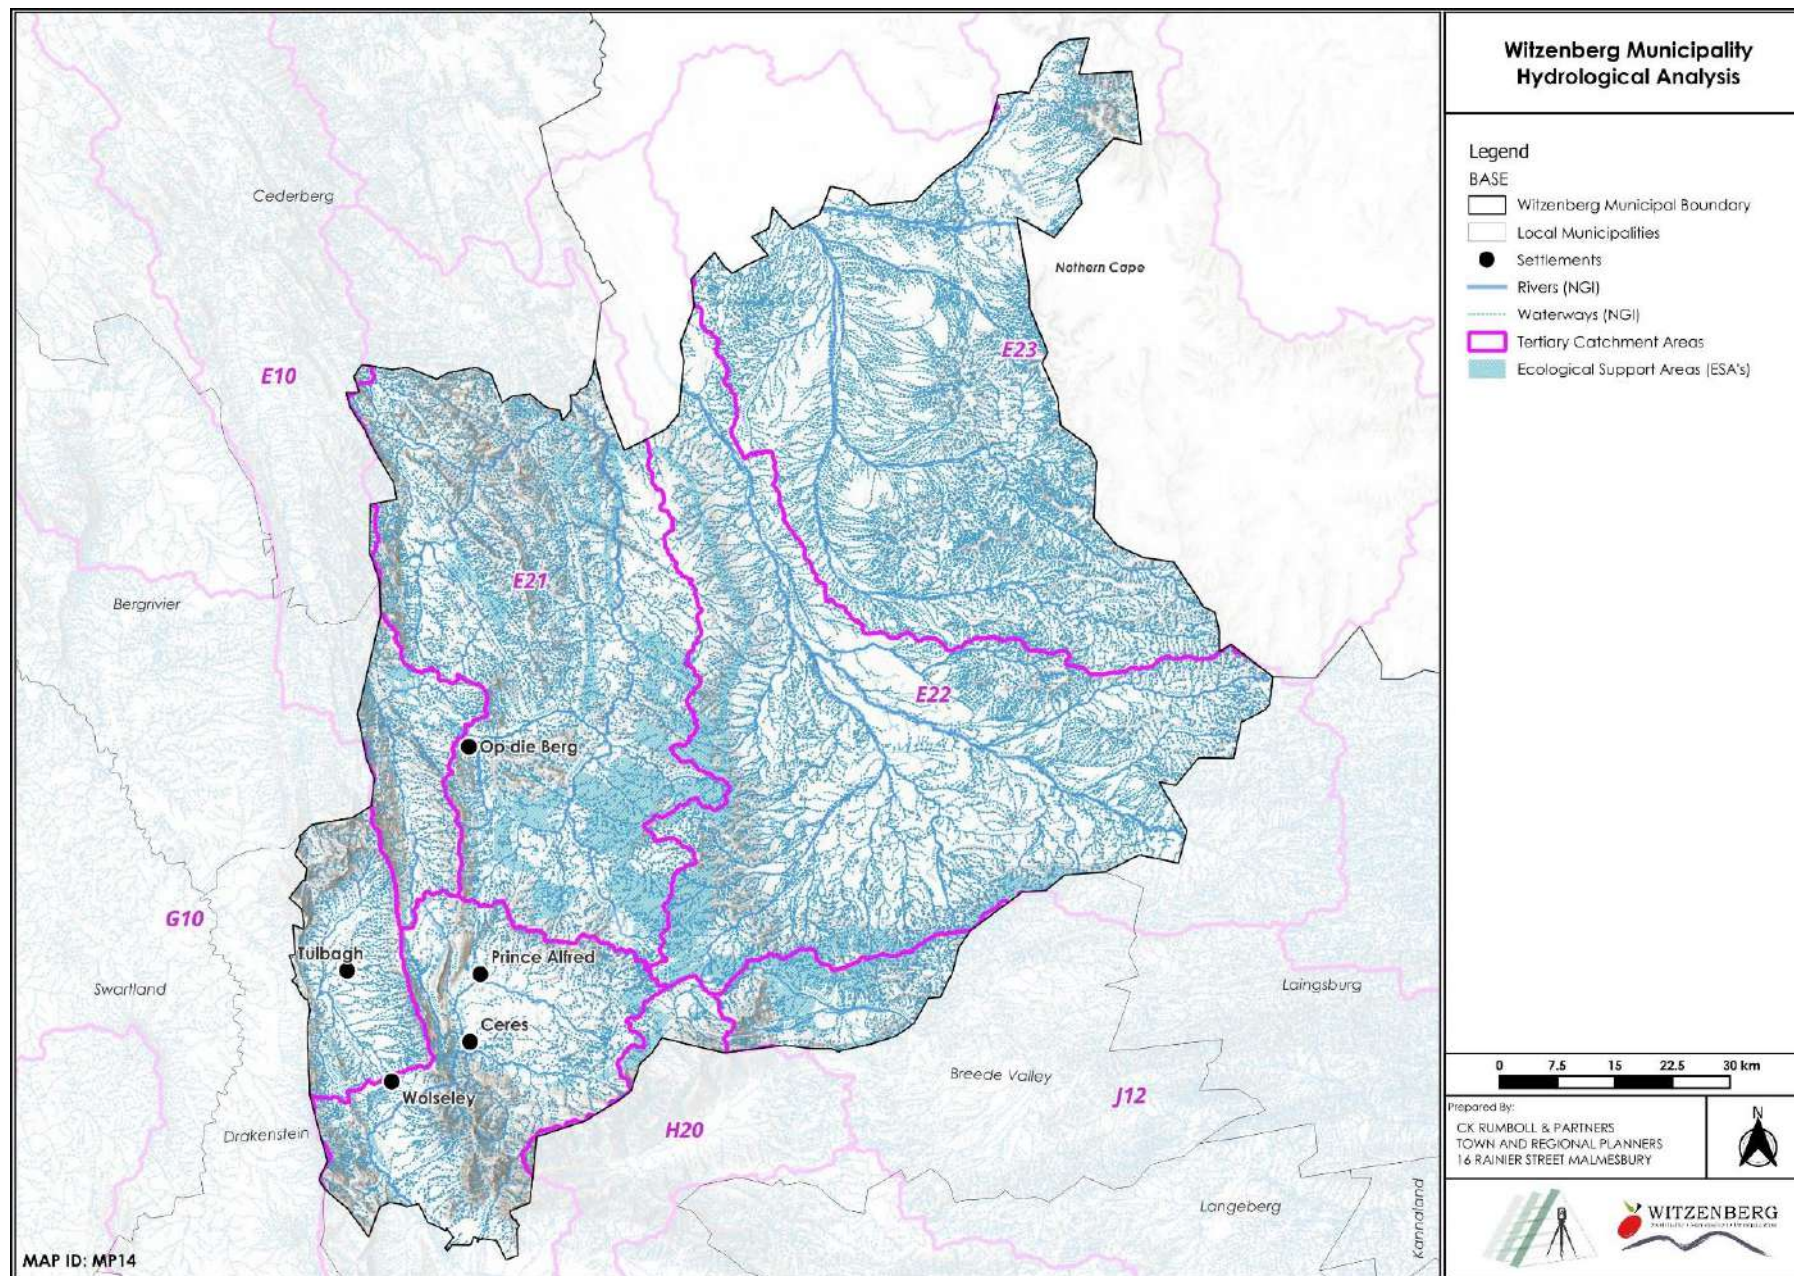 Witzenberg Municipality
Hydrological Analysis
Legend
BASE
Witzenberg Municipal Boundary
Local Municipalities
Settlements
Rivers (NGI)
Waterways (NGI)
Tertiary Catchment Areas
Ecological Support Areas (ESA's)
Cederberg
Nothern Cape
E23
E10
E21
Bergrivier
E22
Op die Berg
G10
Tulbagh
Prince Alfred
Swartland
Laingsburg
Ceres
Breede Valley
J12
Wolseley
Drakenstein
H20
Langeberg
Kannaland
MAP ID: MP14
0 7.5 15 22.5 30 km
Prepared By:
CK RUMBOLL & PARTNERS
TOWN AND REGIONAL PLANNERS
16 RAINIER STREET MALMESBURY
N
WITZENBERG